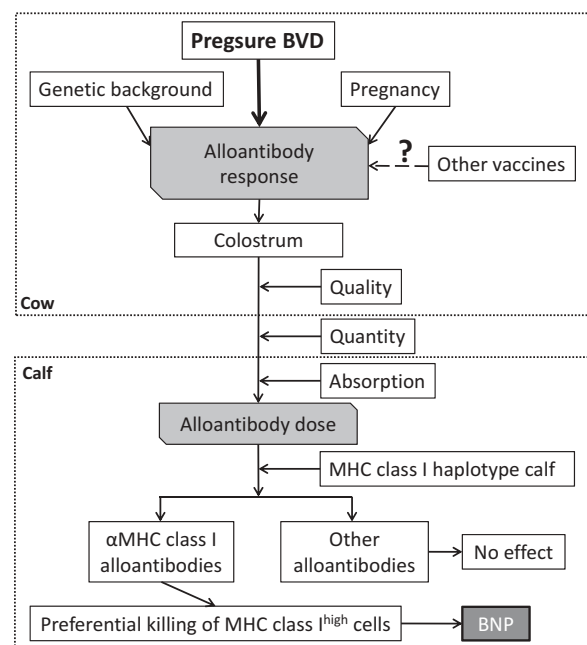 Pregsure BVD
Genetic background
Pregnancy
Alloantibody
response
?
Other vaccines
Colostrum
Quality
Cow
Quantity
Calf
Absorption
Alloantibody dose
MHC class I haplotype calf
αMHC class I
alloantibodies
Other
alloantibodies
No effect
Preferential killing of MHC class I^high cells
BNP